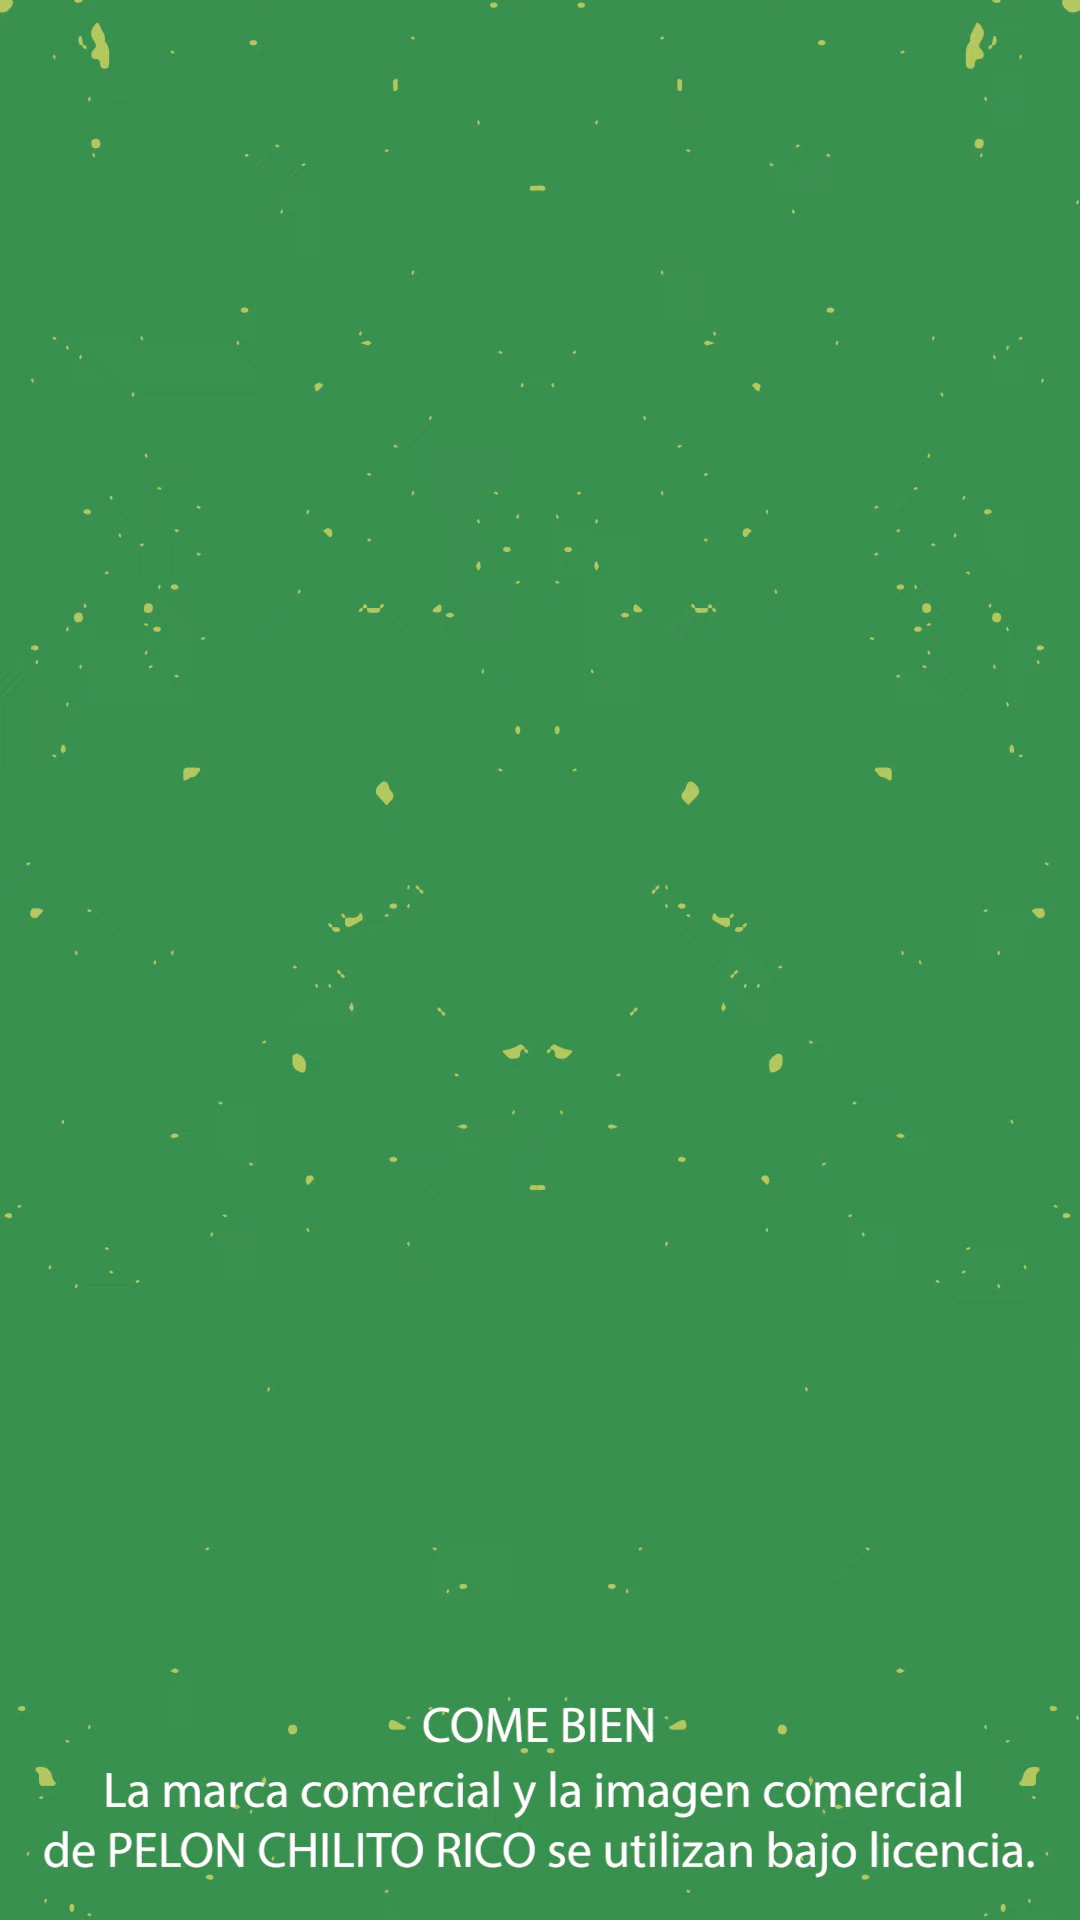 COME BIEN
La marca comercial y la imagen comercial
de PELON CHILITO RICO se utilizan bajo licencia.